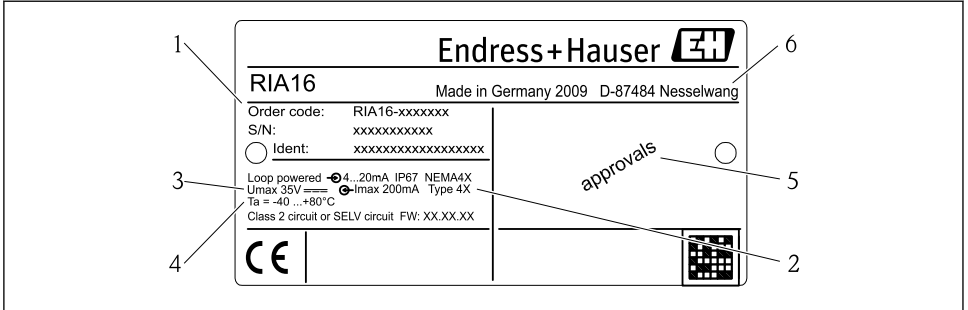 Endress+Hauser EH
RIA16
Made in Germany 2009 D-87484 Nesselwang
Order code: RIA16-xxxxxxx
S/N: xxxxxxxxxxx
Ident: xxxxxxxxxxxxxxxxxxx
Loop powered 4...20mA IP67 NEMA4X
Umax 35V Imax 200mA Type 4X
Ta = -40 ...+80°C
Class 2 circuit or SELV circuit FW: XX.XX.XX
approvals
CE
1
2
3
4
5
6